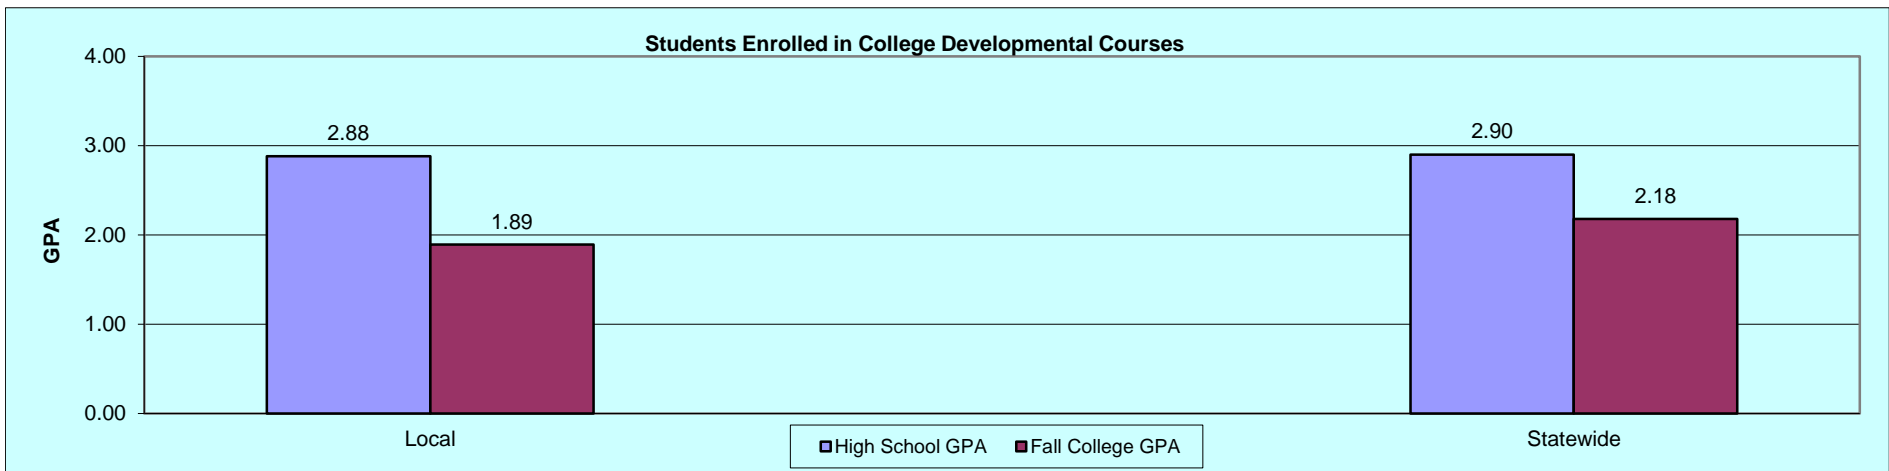 Students Enrolled in College Developmental Courses
4.00
3.00
2.00
1.00
0.00
GPA
2.88
1.89
2.90
2.18
Local
Statewide
High School GPA
Fall College GPA